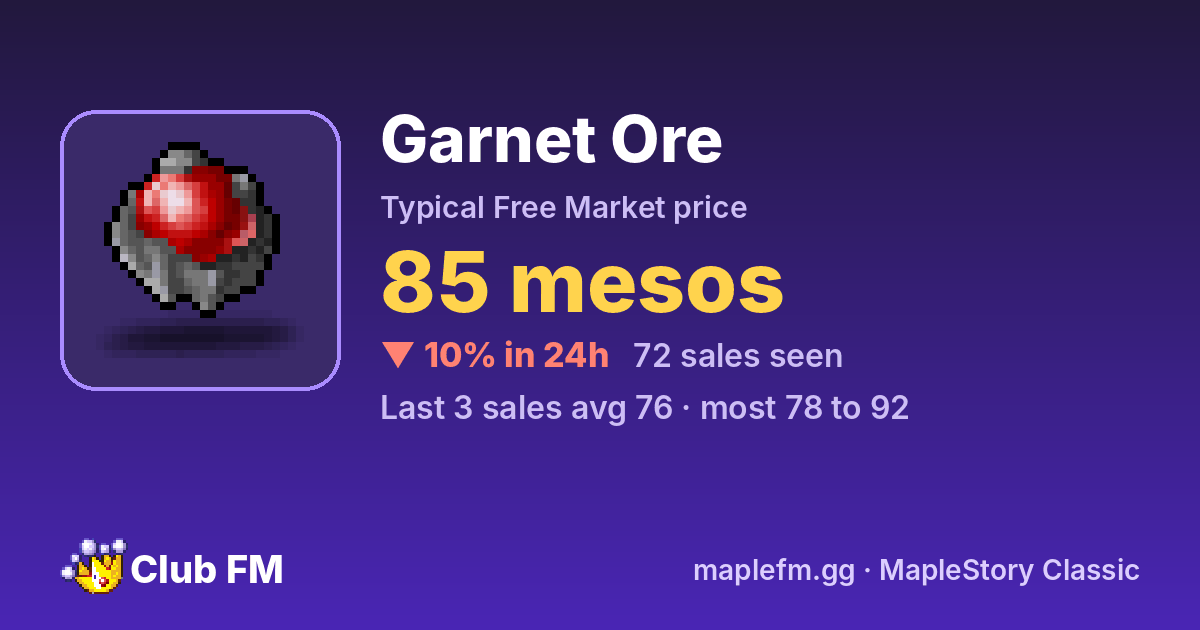 Garnet Ore
Typical Free Market price
85 mesos
▼ 10% in 24h 72 sales seen
Last 3 sales avg 76 · most 78 to 92
Club FM
maplefm.gg · MapleStory Classic